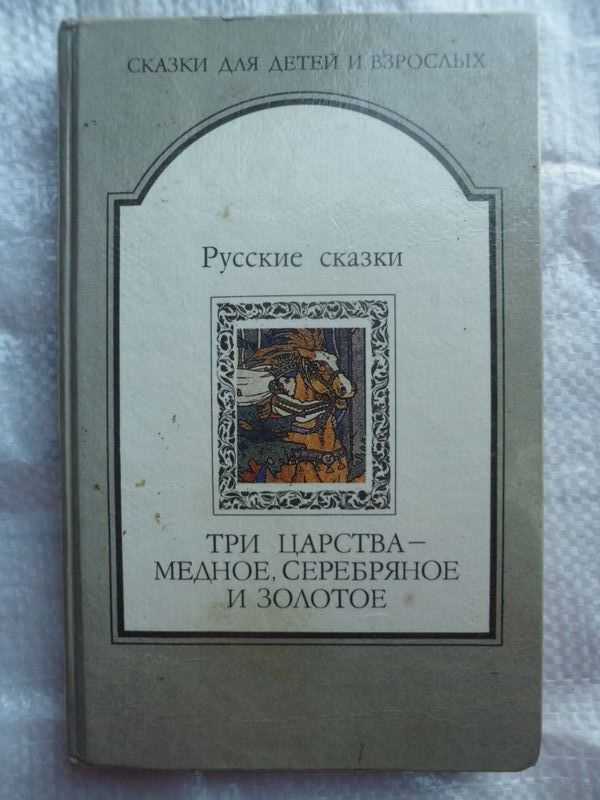 СКАЗКИ ДЛЯ ДЕТЕЙ И ВЗРОСЛЫХ
Русские сказки
ТРИ ЦАРСТВА —
МЕДНОЕ, СЕРЕБРЯНОЕ
И ЗОЛОТОЕ